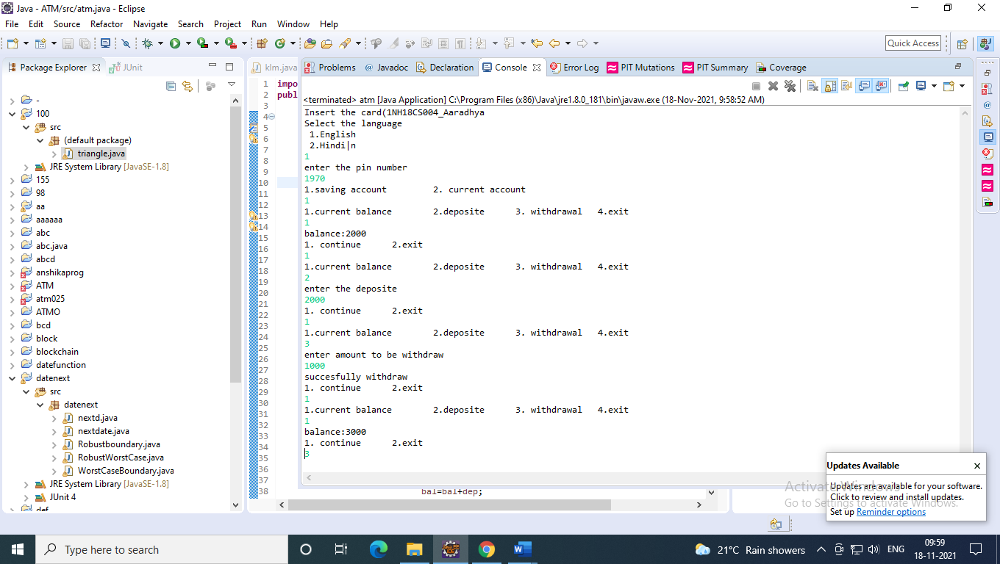 Java - ATM/src/atm.java - Eclipse
File Edit Source Refactor Navigate Search Project Run Window Help
Quick Access
Package Explorer JUnit
-
100
src
(default package)
triangle.java
JRE System Library [JavaSE-1.8]
155
98
aa
aaaaaa
abc
abc.java
abcd
anshikaprog
ATM
atm025
ATMO
bcd
block
blockchain
datefunction
datenext
src
datenext
nextd.java
nextdate.java
Robustboundary.java
RobustWorstCase.java
WorstCaseBoundary.java
JRE System Library [JavaSE-1.8]
JUnit 4
def
klm.java
1 impo
2 publ
3
4
5
6
7
8
9
10
11
12
13
14
15
16
17
18
19
20
21
22
23
24
25
26
27
28
29
30
31
32
33
34
35
36
37
38 bal=bal+dep;
Problems @ Javadoc Declaration Console Error Log PIT Mutations PIT Summary Coverage
<terminated> atm [Java Application] C:\Program Files (x86)\Java\jre1.8.0_181\bin\javaw.exe (18-Nov-2021, 9:58:52 AM)
Insert the card(1NH18CS004_Aaradhya
Select the language
1.English
2.Hindi|n
1
enter the pin number
1970
1.saving account 2. current account
1
1.current balance 2.deposite 3. withdrawal 4.exit
1
balance:2000
1. continue 2.exit
1
1.current balance 2.deposite 3. withdrawal 4.exit
2
enter the deposite
2000
1. continue 2.exit
1
1.current balance 2.deposite 3. withdrawal 4.exit
3
enter amount to be withdraw
1000
succesfully withdraw
1. continue 2.exit
1
1.current balance 2.deposite 3. withdrawal 4.exit
1
balance:3000
1. continue 2.exit
3
Updates Available
Updates are available for your software.
Click to review and install updates.
Set up Reminder options
Activate Windows
Go to Settings to activate Windows.
Type here to search
21°C Rain showers ENG
09:59
18-11-2021